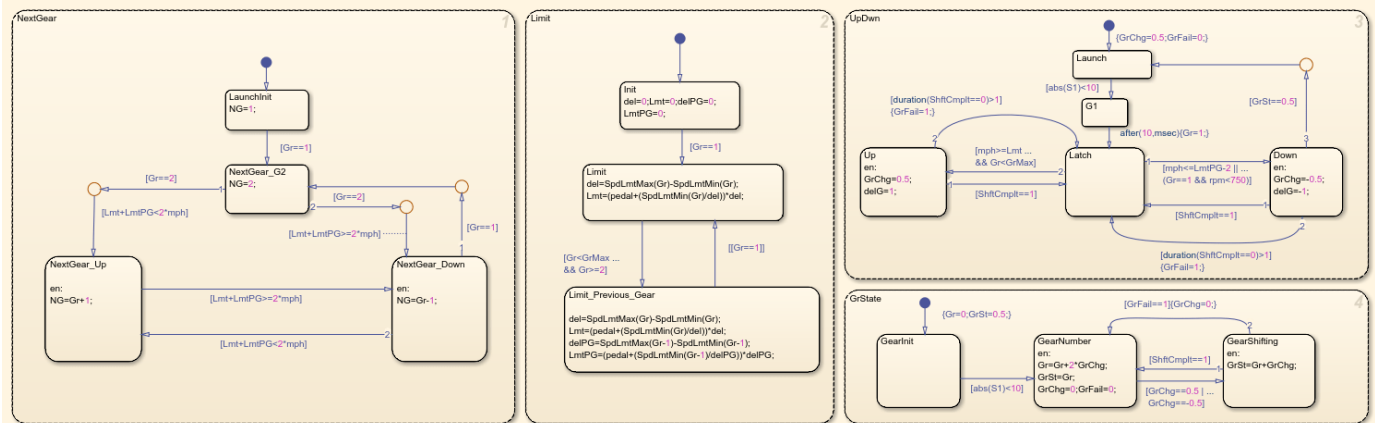 NextGear
1
LaunchInit
NG=1;
[Gr==1]
NextGear_G2
NG=2;
[Gr==2]
1
2
[Gr==2]
[Lmt+LmtPG<2*mph]
[Lmt+LmtPG>=2*mph]
[Gr==1]
1
NextGear_Up
en:
NG=Gr+1;
NextGear_Down
en:
NG=Gr-1;
[Lmt+LmtPG>=2*mph]
2
[Lmt+LmtPG<2*mph]
Limit
2
Init
del=0;Lmt=0;delPG=0;
LmtPG=0;
[Gr==1]
Limit
del=SpdLmtMax(Gr)-SpdLmtMin(Gr);
Lmt=(pedal+(SpdLmtMin(Gr)/del))*del;
[Gr<GrMax ...
&& Gr>=2]
[[Gr==1]]
Limit_Previous_Gear
del=SpdLmtMax(Gr)-SpdLmtMin(Gr);
Lmt=(pedal+(SpdLmtMin(Gr)/del))*del;
delPG=SpdLmtMax(Gr-1)-SpdLmtMin(Gr-1);
LmtPG=(pedal+(SpdLmtMin(Gr-1)/delPG))*delPG;
UpDwn
3
{GrChg=0.5;GrFail=0;}
Launch
[abs(S1)<10]
G1
after(10,msec){Gr=1;}
[duration(ShftCmplt==0)>1]
{GrFail=1;}
[GrSt==0.5]
2
3
Up
en:
GrChg=0.5;
delG=1;
[mph>=Lmt ...
&& Gr<GrMax]
2
1
[ShftCmplt==1]
Latch
1
[mph<=LmtPG-2 || ...
(Gr==1 && rpm<750)]
[ShftCmplt==1]
1
2
Down
en:
GrChg=-0.5;
delG=-1;
[duration(ShftCmplt==0)>1]
{GrFail=1;}
GrState
4
{Gr=0;GrSt=0.5;}
GearInit
[abs(S1)<10]
[GrFail==1]{GrChg=0;}
2
GearNumber
en:
Gr=Gr+2*GrChg;
GrSt=Gr;
GrChg=0;GrFail=0;
[ShftCmplt==1]
1
[GrChg==0.5 | ...
GrChg==-0.5]
GearShifting
en:
GrSt=Gr+GrChg;